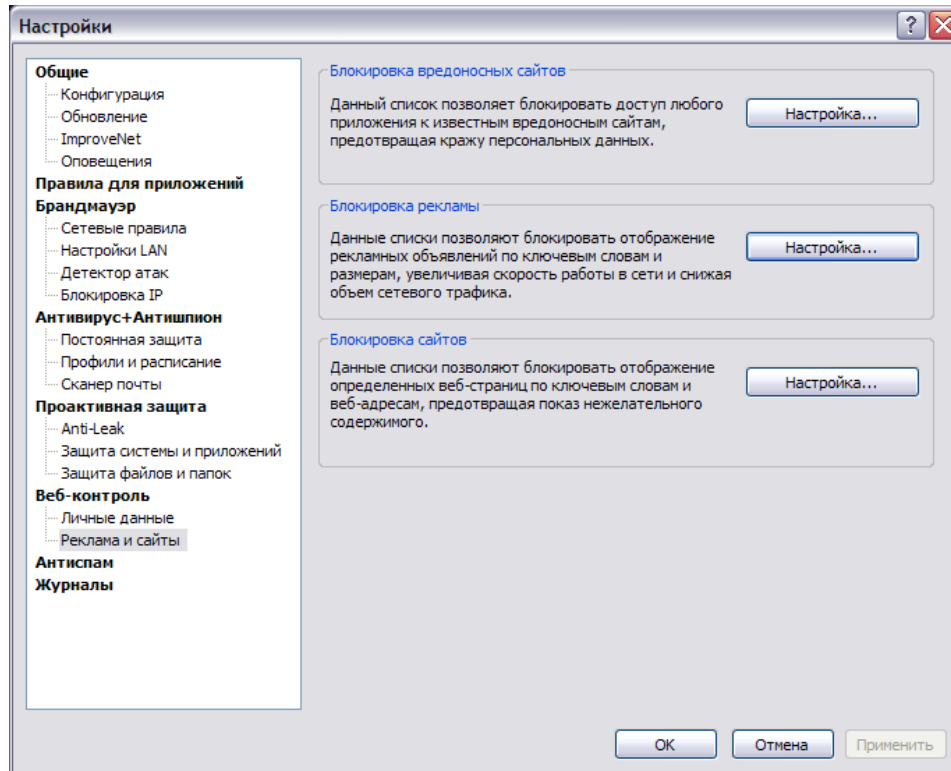 Настройки
Общие
Конфигурация
Обновление
ImproveNet
Оповещения
Правила для приложений
Брандмауэр
Сетевые правила
Настройки LAN
Детектор атак
Блокировка IP
Антивирус+Антишпион
Постоянная защита
Профили и расписание
Сканер почты
Проактивная защита
Anti-Leak
Защита системы и приложений
Защита файлов и папок
Веб-контроль
Личные данные
Реклама и сайты
Антиспам
Журналы
Блокировка вредоносных сайтов
Данный список позволяет блокировать доступ любого
приложения к известным вредоносным сайтам,
предотвращая кражу персональных данных.
Настройка...
Блокировка рекламы
Данные списки позволяют блокировать отображение
рекламных объявлений по ключевым словам и
размерам, увеличивая скорость работы в сети и снижая
объем сетевого трафика.
Настройка...
Блокировка сайтов
Данные списки позволяют блокировать отображение
определенных веб-страниц по ключевым словам и
веб-адресам, предотвращая показ нежелательного
содержимого.
Настройка...
OK
Отмена
Применить